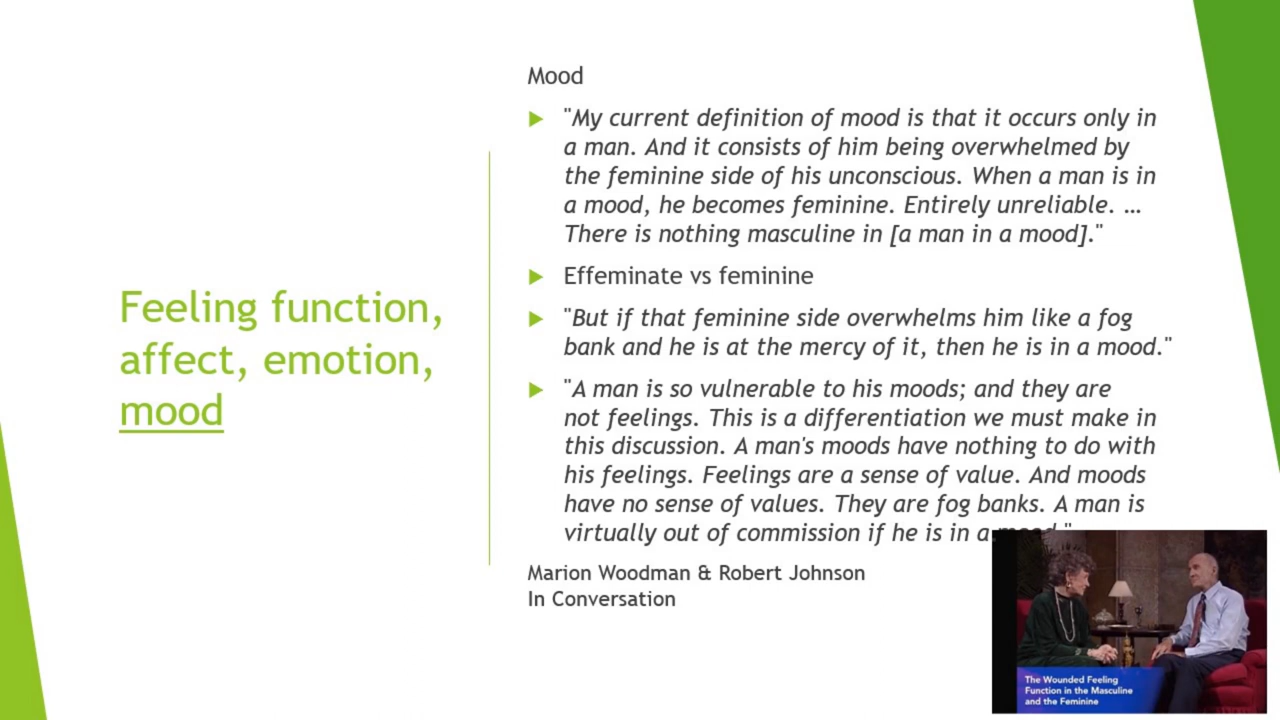 Feeling function,
affect, emotion,
mood
Mood
"My current definition of mood is that it occurs only in
a man. And it consists of him being overwhelmed by
the feminine side of his unconscious. When a man is in
a mood, he becomes feminine. Entirely unreliable. …
There is nothing masculine in [a man in a mood]."
Effeminate vs feminine
"But if that feminine side overwhelms him like a fog
bank and he is at the mercy of it, then he is in a mood."
"A man is so vulnerable to his moods; and they are
not feelings. This is a differentiation we must make in
this discussion. A man's moods have nothing to do with
his feelings. Feelings are a sense of value. And moods
have no sense of values. They are fog banks. A man is
virtually out of commission if he is in a mood."
Marion Woodman & Robert Johnson
In Conversation
The Wounded Feeling
Function in the Masculine
and the Feminine